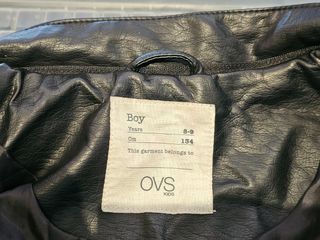 Boy
Years 8-9
Cm 134
This garment belongs to
OVS
KIDS